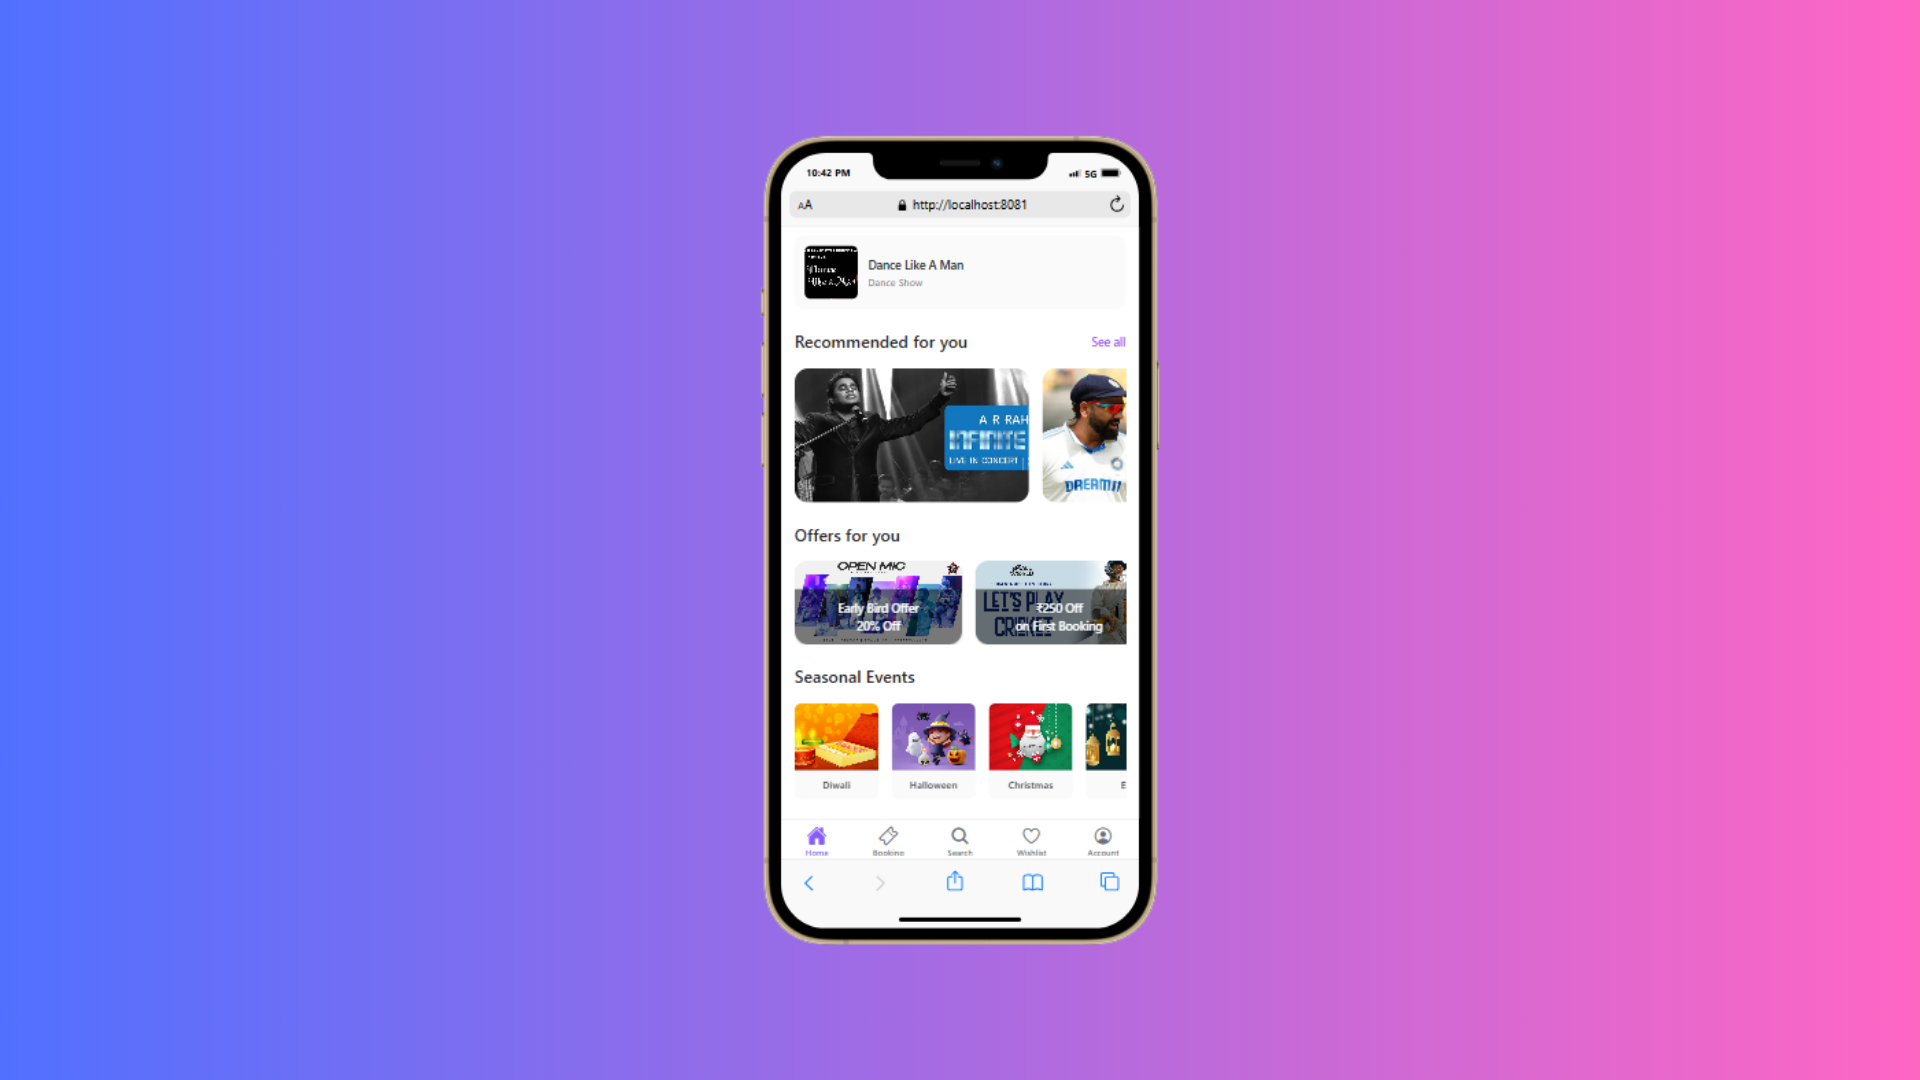 10:42 PM
5G
AA
http://localhost:8081
Dance Like A Man
Dance Show
Recommended for you
See all
A R RAH
INFINITE
LIVE IN CONCERT |
DREAM11
Offers for you
OPEN MIC
Early Bird Offer
20% Off
LET'S PLAY
CRICKET
₹250 Off
on First Booking
Seasonal Events
Diwali
Halloween
Christmas
E
Home
Booking
Search
Wishlist
Account